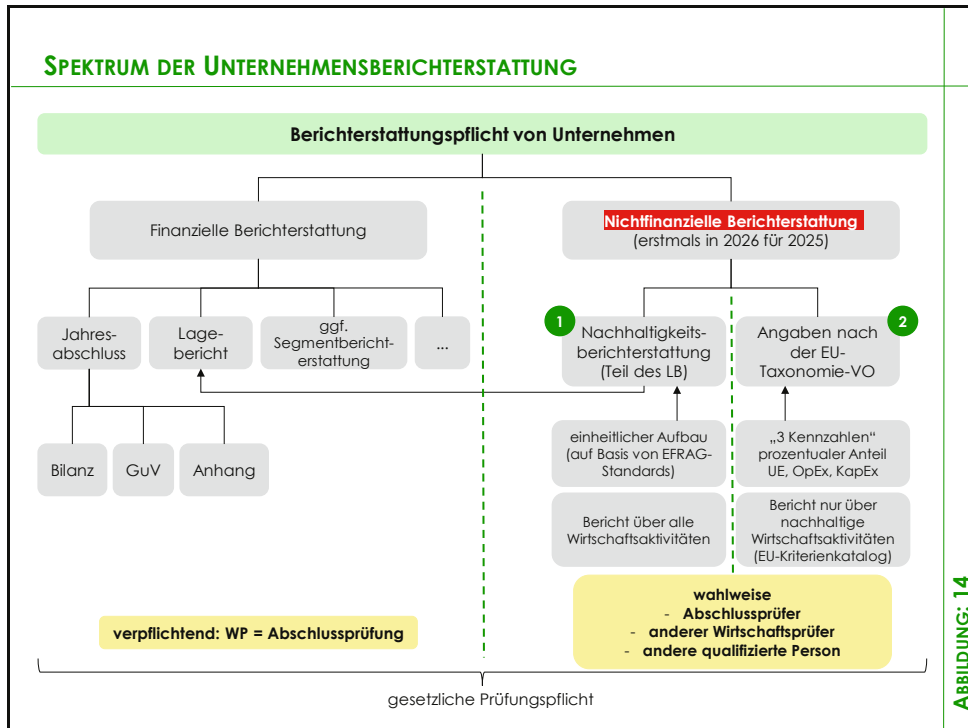 SPEKTRUM DER UNTERNEHMENSBERICHTERSTATTUNG
Berichterstattungspflicht von Unternehmen
Finanzielle Berichterstattung
Nichtfinanzielle Berichterstattung
(erstmals in 2026 für 2025)
Jahres-
abschluss
Lage-
bericht
ggf.
Segmentbericht-
erstattung
...
1
Nachhaltigkeits-
berichterstattung
(Teil des LB)
Angaben nach
der EU-
Taxonomie-VO
2
Bilanz
GuV
Anhang
einheitlicher Aufbau
(auf Basis von EFRAG-
Standards)
„3 Kennzahlen“
prozentualer Anteil
UE, OpEx, KapEx
Bericht über alle
Wirtschaftsaktivitäten
Bericht nur über
nachhaltige
Wirtschaftsaktivitäten
(EU-Kriterienkatalog)
verpflichtend: WP = Abschlussprüfung
wahlweise
- Abschlussprüfer
- anderer Wirtschaftsprüfer
- andere qualifizierte Person
gesetzliche Prüfungspflicht
ABBILDUNG: 14